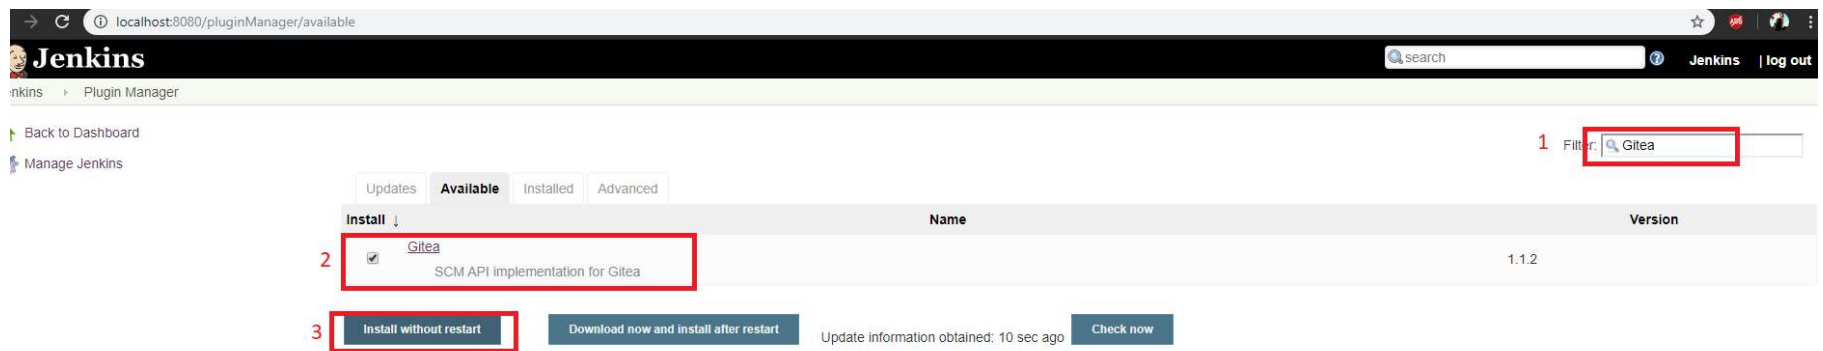 localhost:8080/pluginManager/available
Jenkins search Jenkins | log out
nkins Plugin Manager
Back to Dashboard
1 Filter: Gitea
Manage Jenkins
Updates Available Installed Advanced
Install ↓ Name Version
2 Gitea 1.1.2
SCM API implementation for Gitea
3 Install without restart Download now and install after restart Update information obtained: 10 sec ago Check now